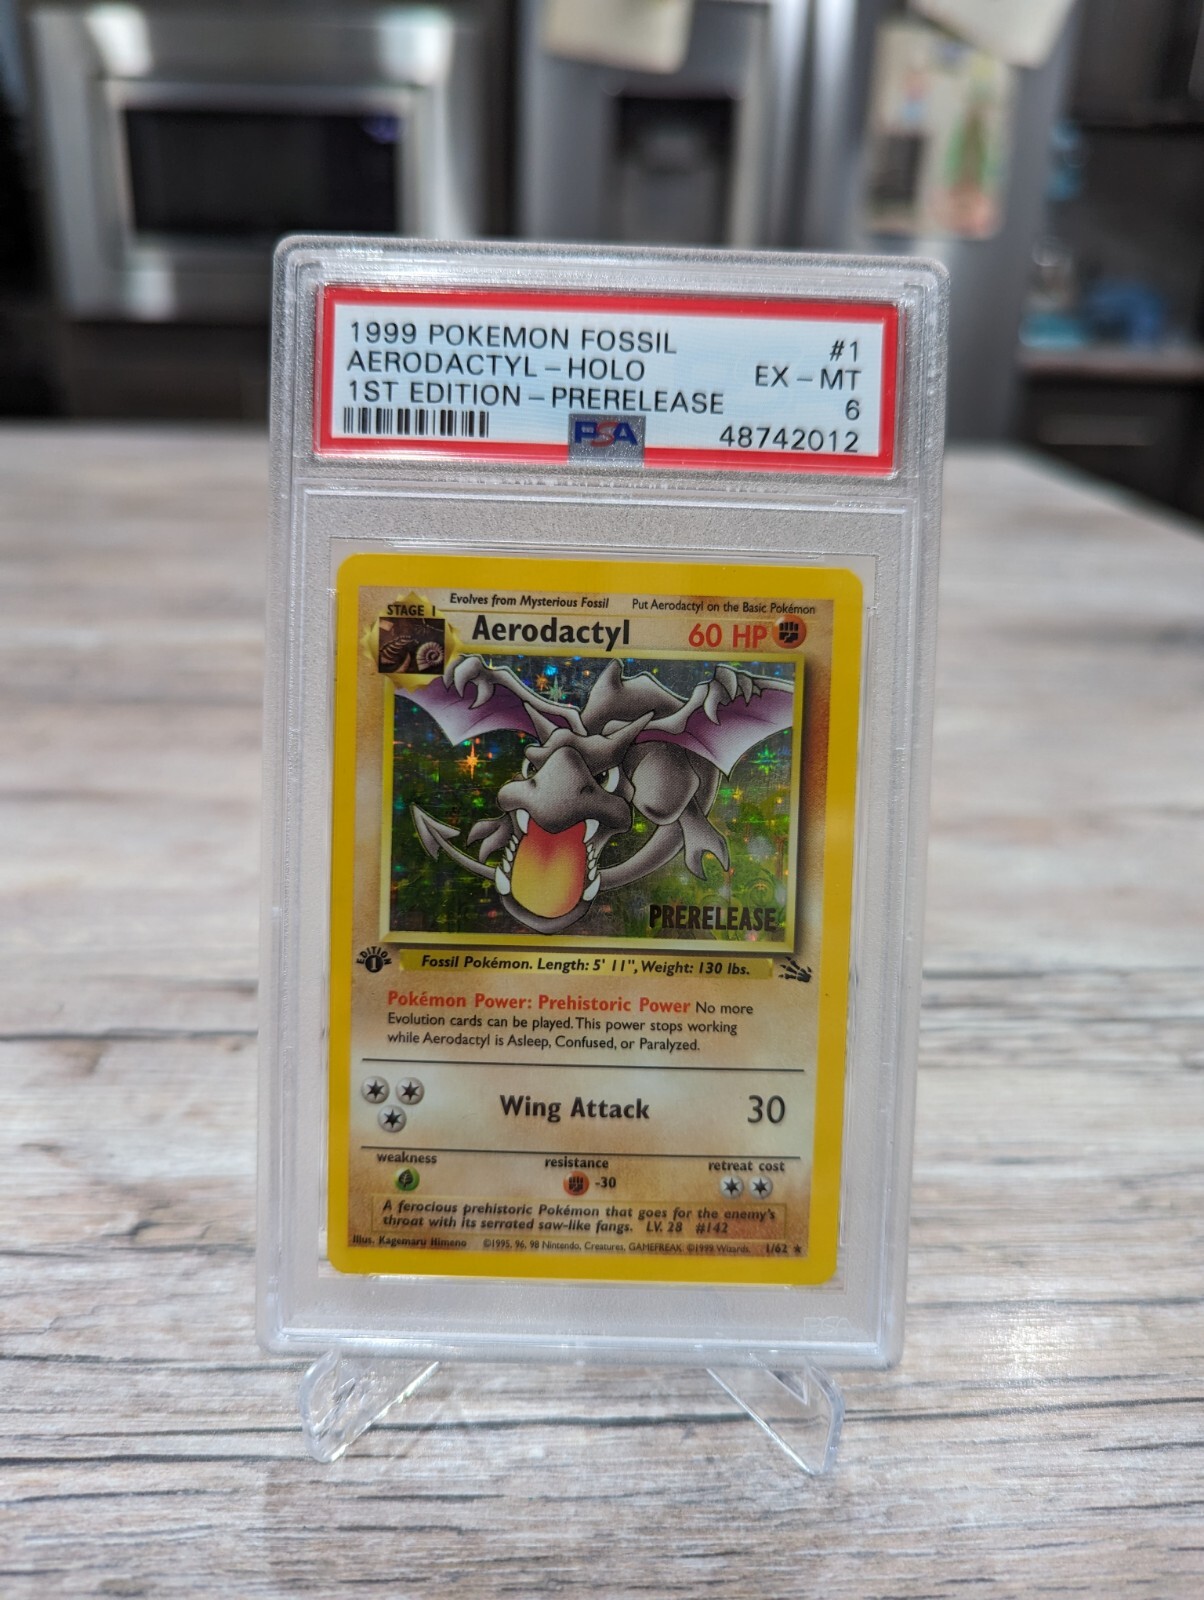 1999 POKEMON FOSSIL #1
AERODACTYL - HOLO EX - MT
1ST EDITION - PRERELEASE 6
PSA 48742012
Evolves from Mysterious Fossil Put Aerodactyl on the Basic Pokémon
STAGE 1
Aerodactyl 60 HP
PRERELEASE
EDITION 1
Fossil Pokémon. Length: 5' 11", Weight: 130 lbs.
Pokémon Power: Prehistoric Power No more
Evolution cards can be played. This power stops working
while Aerodactyl is Asleep, Confused, or Paralyzed.
Wing Attack 30
weakness resistance retreat cost
-30
A ferocious prehistoric Pokémon that goes for the enemy's
throat with its serrated saw-like fangs. LV. 28 #142
Illus. Kagemaru Himeno ©1995, 96, 98 Nintendo, Creatures, GAMEFREAK. ©1999 Wizards. 1/62 ★
PSA